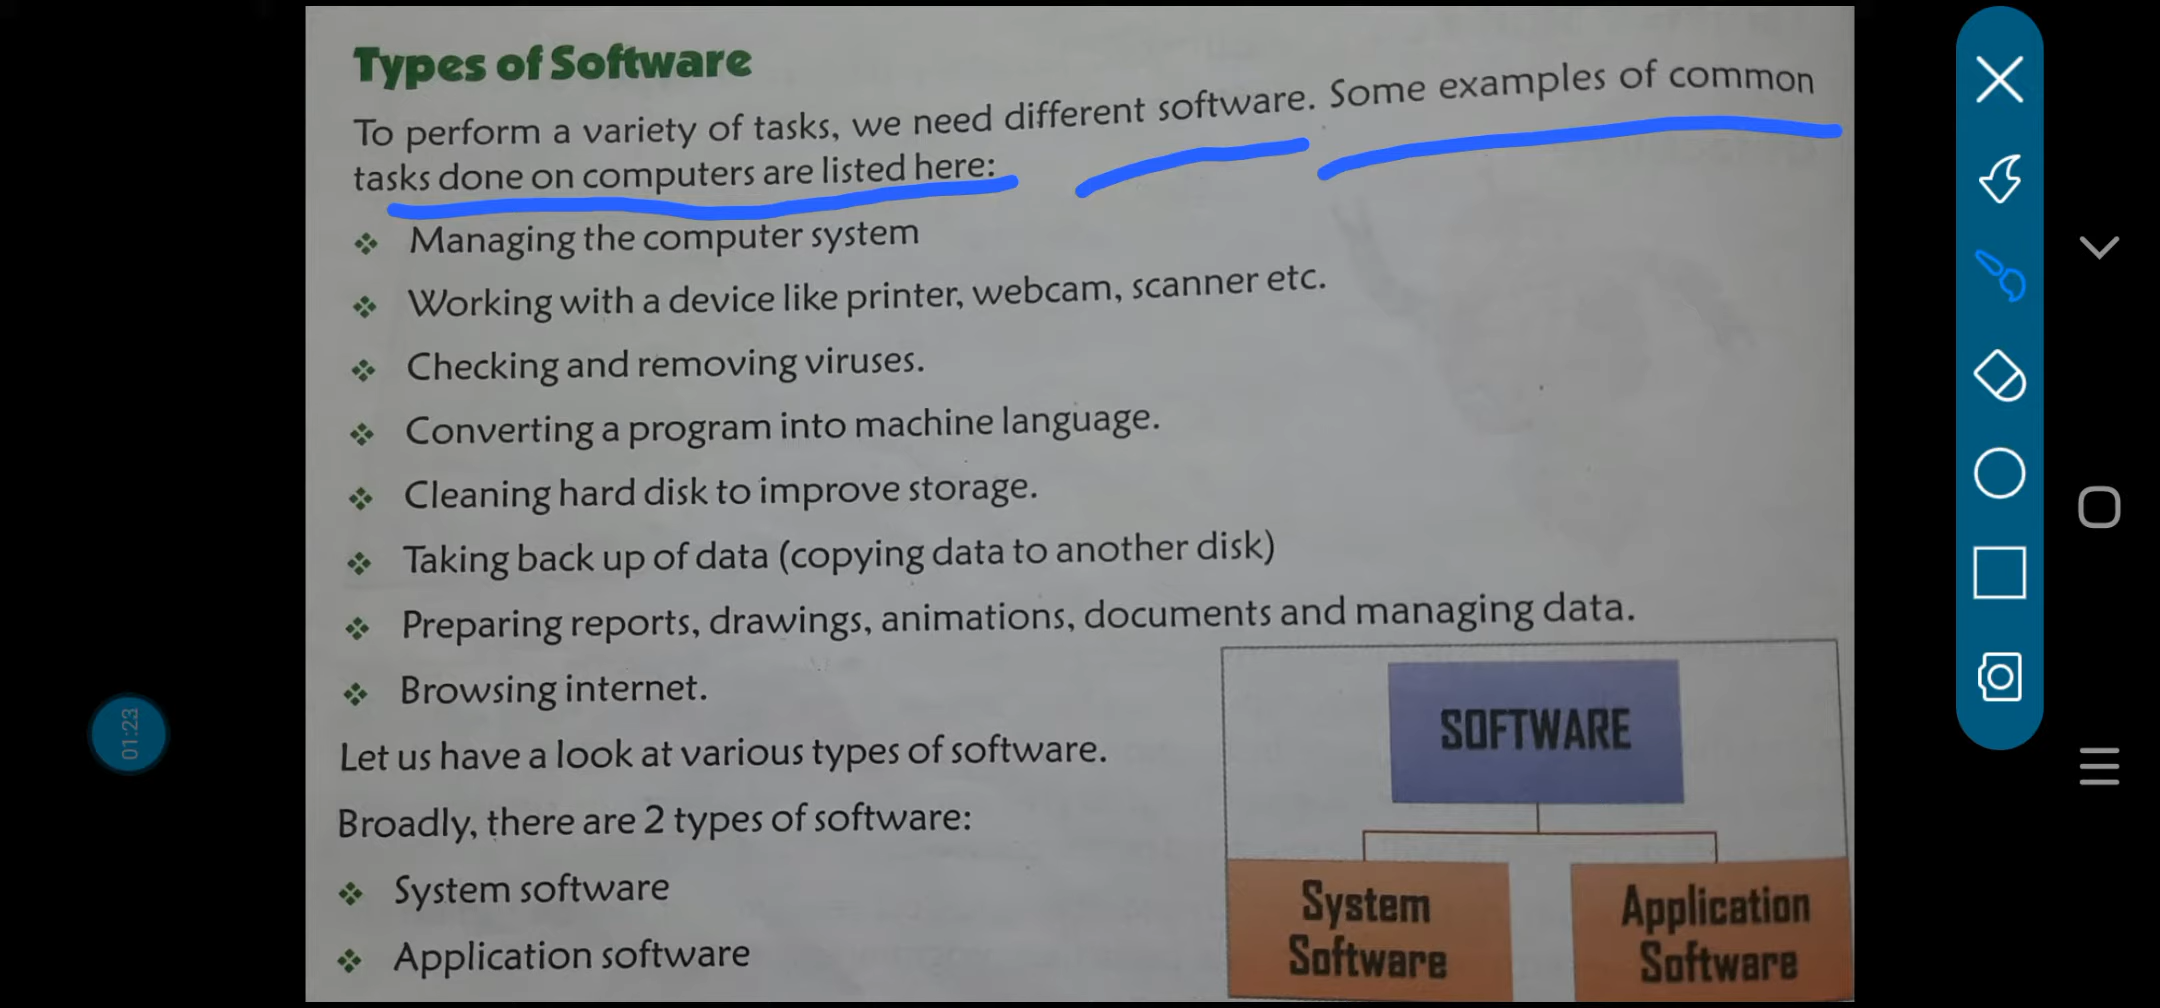 Types of Software
To perform a variety of tasks, we need different software. Some examples of common
tasks done on computers are listed here:
Managing the computer system
Working with a device like printer, webcam, scanner etc.
Checking and removing viruses.
Converting a program into machine language.
Cleaning hard disk to improve storage.
Taking back up of data (copying data to another disk)
Preparing reports, drawings, animations, documents and managing data.
Browsing internet.
Let us have a look at various types of software.
Broadly, there are 2 types of software:
System software
Application software
SOFTWARE
System
Software
Application
Software
01:23